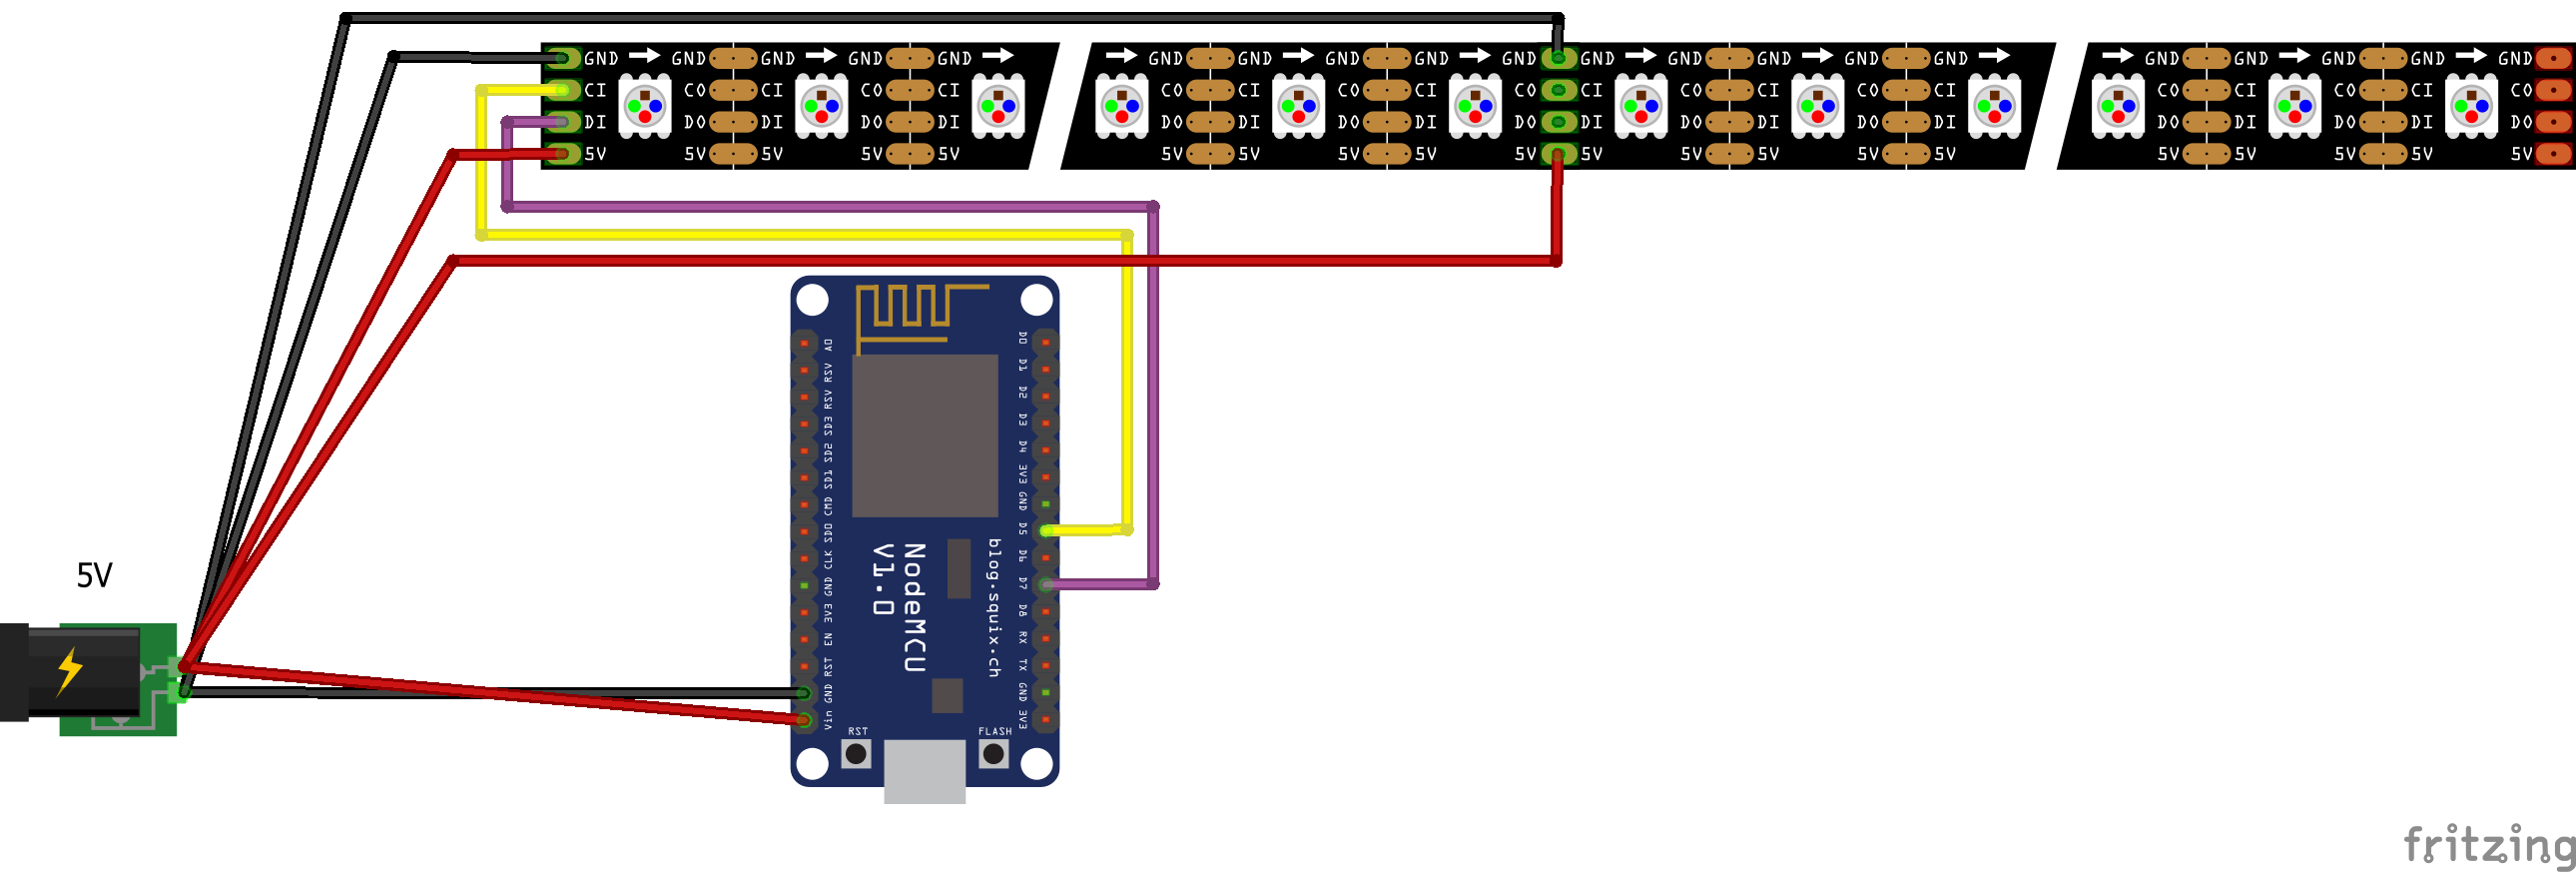 GND GND GND GND GND GND GND GND GND GND GND GND GND GND GND GND GND GND GND GND
CI CO CI CO CI CO CI CO CI CO CI CO CI CO CI CO CI CO CI CO
DI DO DI DO DI DO DI DO DI DO DI DO DI DO DI DO DI DO DI DO
5V 5V 5V 5V 5V 5V 5V 5V 5V 5V 5V 5V 5V 5V 5V 5V 5V 5V 5V 5V
5V
A0
RSV
RSV
SD3
SD2
SD1
CMD
SD0
CLK
GND
3V3
EN
RST
GND
Vin
D0
D1
D2
D3
D4
3V3
GND
D5
D6
D7
D8
RX
TX
GND
3V3
blog.squix.ch
NodeMCU
V1.0
RST
FLASH
fritzing